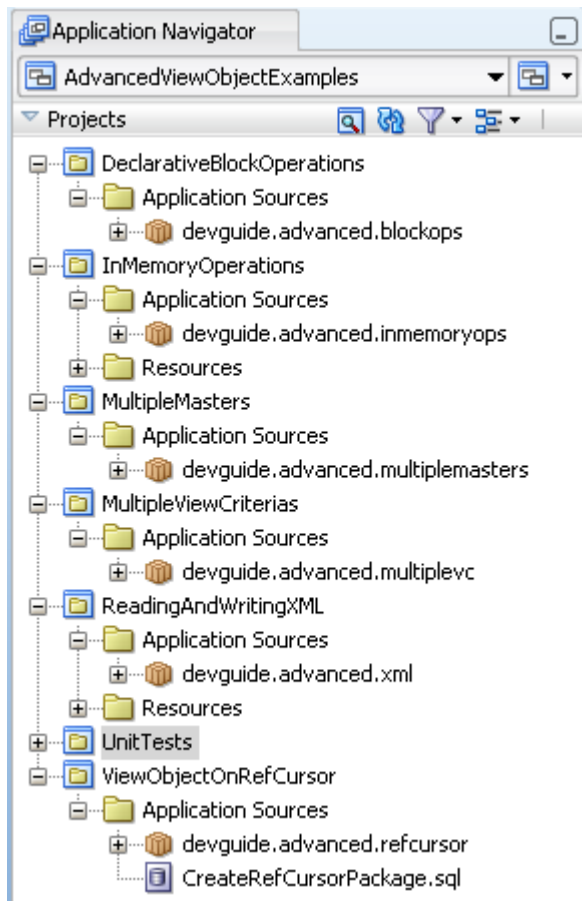 Application Navigator
AdvancedViewObjectExamples
Projects
DeclarativeBlockOperations
Application Sources
devguide.advanced.blockops
InMemoryOperations
Application Sources
devguide.advanced.inmemoryops
Resources
MultipleMasters
Application Sources
devguide.advanced.multiplemasters
MultipleViewCriterias
Application Sources
devguide.advanced.multiplevc
ReadingAndWritingXML
Application Sources
devguide.advanced.xml
Resources
UnitTests
ViewObjectOnRefCursor
Application Sources
devguide.advanced.refcursor
CreateRefCursorPackage.sql